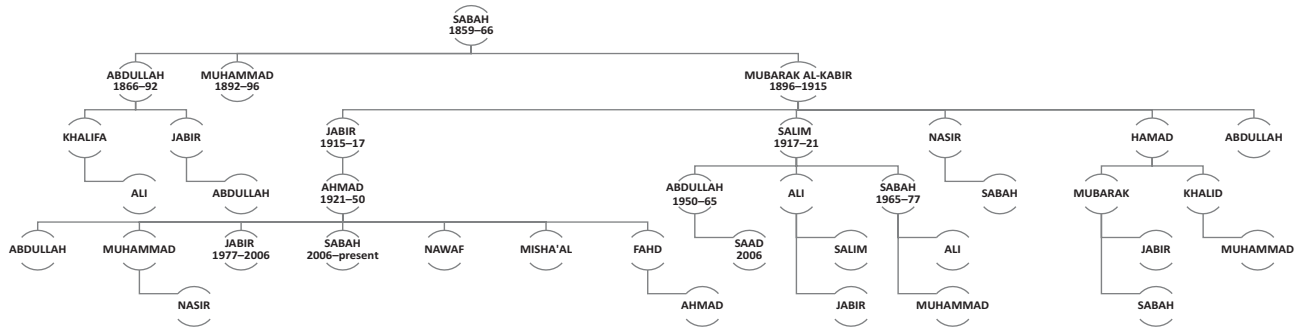 SABAH
1859–66
ABDULLAH
1866–92
MUHAMMAD
1892–96
MUBARAK AL-KABIR
1896–1915
KHALIFA
JABIR
JABIR
1915–17
SALIM
1917–21
NASIR
HAMAD
ABDULLAH
ALI
ABDULLAH
AHMAD
1921–50
ABDULLAH
1950–65
ALI
SABAH
1965–77
SABAH
MUBARAK
KHALID
ABDULLAH
MUHAMMAD
JABIR
1977–2006
SABAH
2006–present
NAWAF
MISHA'AL
FAHD
SAAD
2006
SALIM
ALI
JABIR
MUHAMMAD
NASIR
AHMAD
JABIR
MUHAMMAD
SABAH